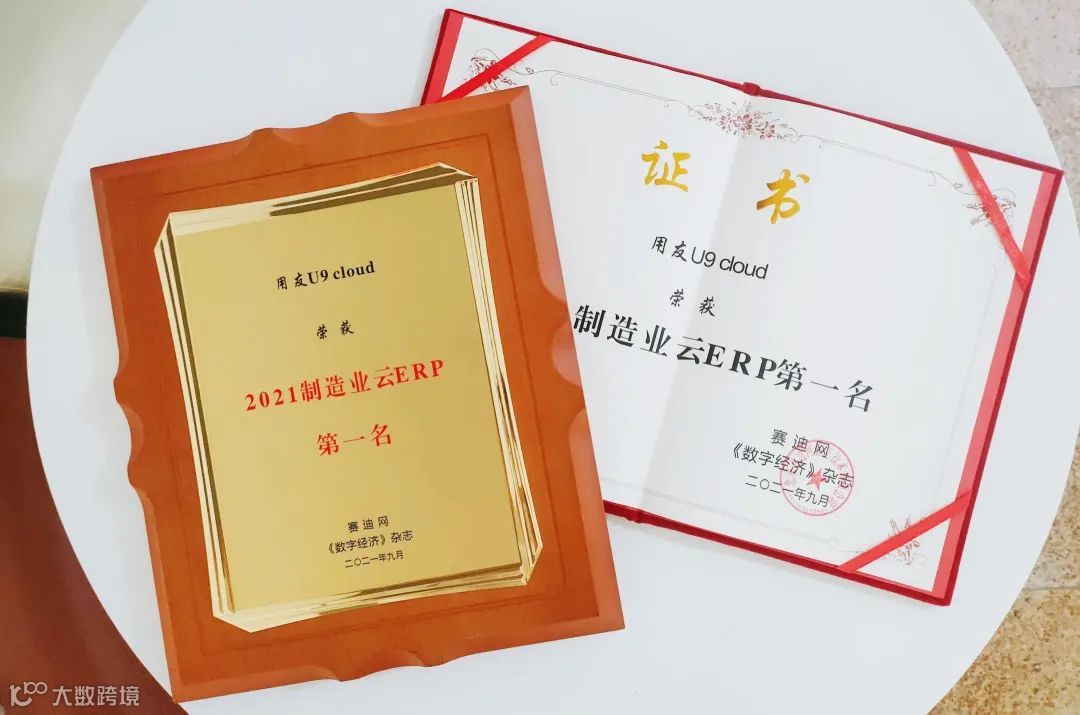 用友U9 cloud
荣获
2021制造业云ERP
第一名
赛迪网
《数字经济》杂志
二〇二一年九月
证书
用友U9 cloud
荣获
制造业云ERP第一名
赛迪网
《数字经济》杂志
二〇二一年九月
大数跨境